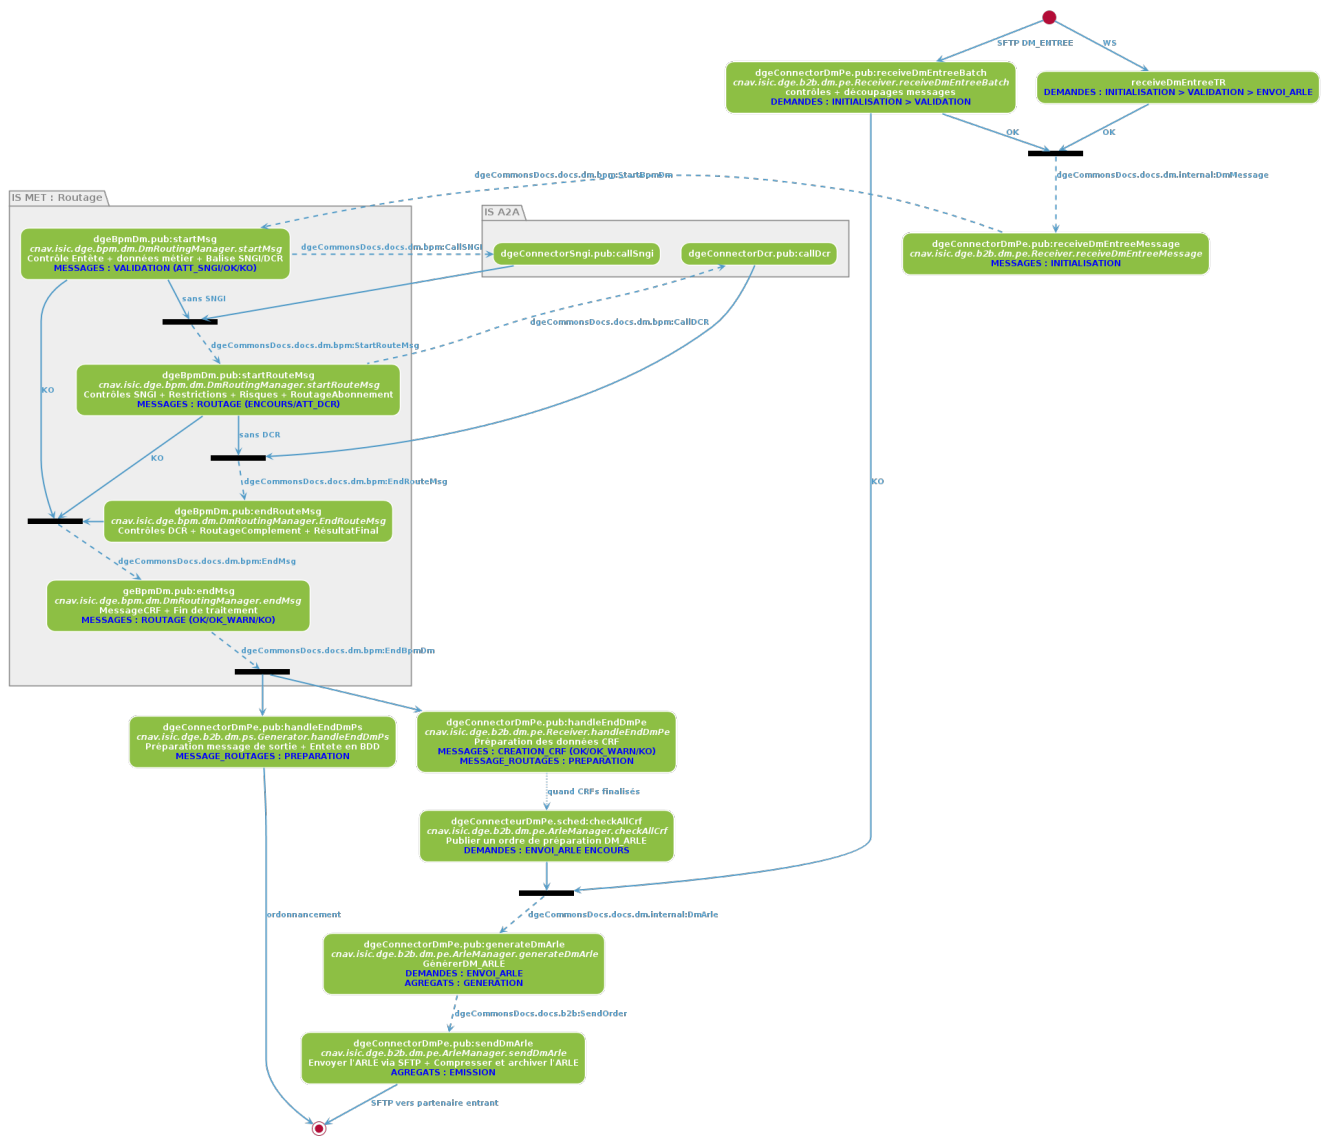 SFTP DM_ENTREE
WS
dgeConnectorDmPe.pub:receiveDmEntreeBatch
cnav.isic.dge.b2b.dm.pe.Receiver.receiveDmEntreeBatch
contrôles + découpages messages
DEMANDES : INITIALISATION > VALIDATION
receiveDmEntreeTR
DEMANDES : INITIALISATION > VALIDATION > ENVOI_ARLE
OK
OK
dgeCommonsDocs.docs.dm.bpm:StartBpmDm
dgeCommonsDocs.docs.dm.internal:DmMessage
IS MET : Routage
IS A2A
dgeBpmDm.pub:startMsg
cnav.isic.dge.bpm.dm.DmRoutingManager.startMsg
Contrôle Entête + données métier + Balise SNGI/DCR
MESSAGES : VALIDATION (ATT_SNGI/OK/KO)
dgeCommonsDocs.docs.dm.bpm:CallSNGI
dgeConnectorSngi.pub:callSngi
dgeConnectorDcr.pub:callDcr
dgeConnectorDmPe.pub:receiveDmEntreeMessage
cnav.isic.dge.b2b.dm.pe.Receiver.receiveDmEntreeMessage
MESSAGES : INITIALISATION
sans SNGI
dgeCommonsDocs.docs.dm.bpm:CallDCR
dgeCommonsDocs.docs.dm.bpm:StartRouteMsg
dgeBpmDm.pub:startRouteMsg
cnav.isic.dge.bpm.dm.DmRoutingManager.startRouteMsg
Contrôles SNGI + Restrictions + Risques + RoutageAbonnement
MESSAGES : ROUTAGE (ENCOURS/ATT_DCR)
KO
sans DCR
KO
dgeCommonsDocs.docs.dm.bpm:EndRouteMsg
KO
dgeBpmDm.pub:endRouteMsg
cnav.isic.dge.bpm.dm.DmRoutingManager.EndRouteMsg
Contrôles DCR + RoutageComplement + RésultatFinal
dgeCommonsDocs.docs.dm.bpm:EndMsg
geBpmDm.pub:endMsg
cnav.isic.dge.bpm.dm.DmRoutingManager.endMsg
MessageCRF + Fin de traitement
MESSAGES : ROUTAGE (OK/OK_WARN/KO)
dgeCommonsDocs.docs.dm.bpm:EndBpmDm
dgeConnectorDmPe.pub:handleEndDmPs
cnav.isic.dge.b2b.dm.ps.Generator.handleEndDmPs
Préparation message de sortie + Entete en BDD
MESSAGE_ROUTAGES : PREPARATION
dgeConnectorDmPe.pub:handleEndDmPe
cnav.isic.dge.b2b.dm.pe.Receiver.handleEndDmPe
Préparation des données CRF
MESSAGES : CREATION_CRF (OK/OK_WARN/KO)
MESSAGE_ROUTAGES : PREPARATION
quand CRFs finalisés
dgeConnecteurDmPe.sched:checkAllCrf
cnav.isic.dge.b2b.dm.pe.ArleManager.checkAllCrf
Publier un ordre de préparation DM_ARLE
DEMANDES : ENVOI_ARLE ENCOURS
ordonnancement
dgeCommonsDocs.docs.dm.internal:DmArle
dgeConnectorDmPe.pub:generateDmArle
cnav.isic.dge.b2b.dm.pe.ArleManager.generateDmArle
GénérerDM_ARLE
DEMANDES : ENVOI_ARLE
AGREGATS : GENERATION
dgeCommonsDocs.docs.b2b:SendOrder
dgeConnectorDmPe.pub:sendDmArle
cnav.isic.dge.b2b.dm.pe.ArleManager.sendDmArle
Envoyer l'ARLE via SFTP + Compresser et archiver l'ARLE
AGREGATS : EMISSION
SFTP vers partenaire entrant